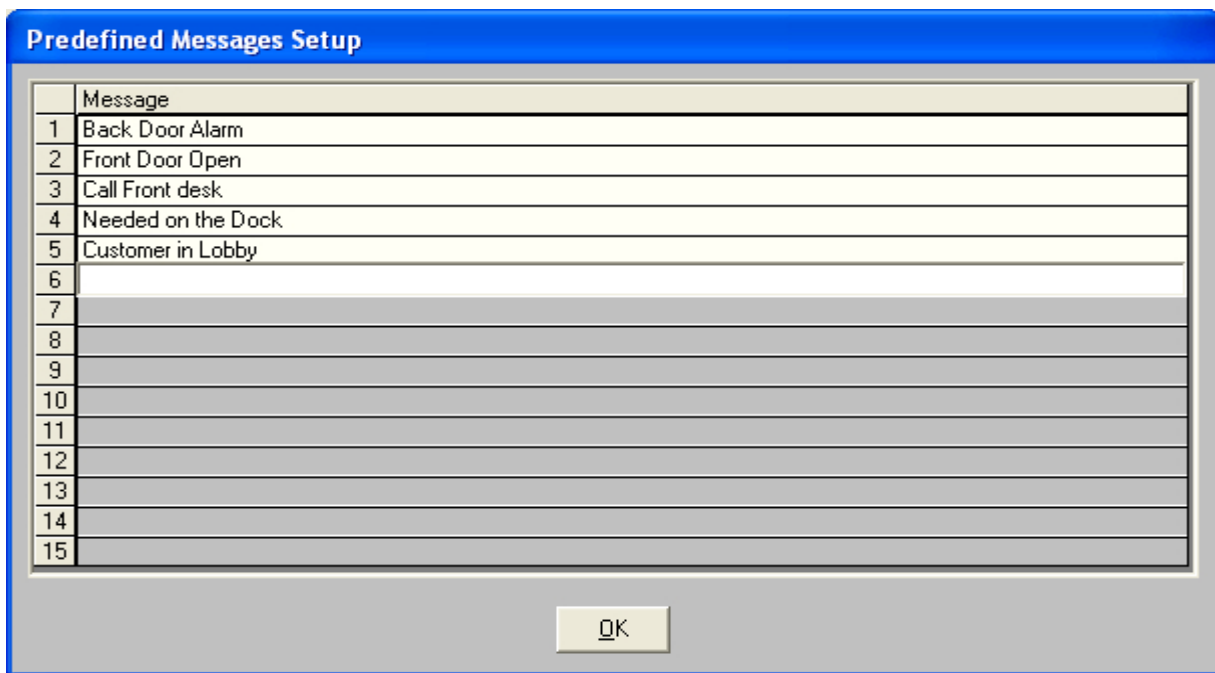 Predefined Messages Setup
Message
1 Back Door Alarm
2 Front Door Open
3 Call Front desk
4 Needed on the Dock
5 Customer in Lobby
6
7
8
9
10
11
12
13
14
15
OK